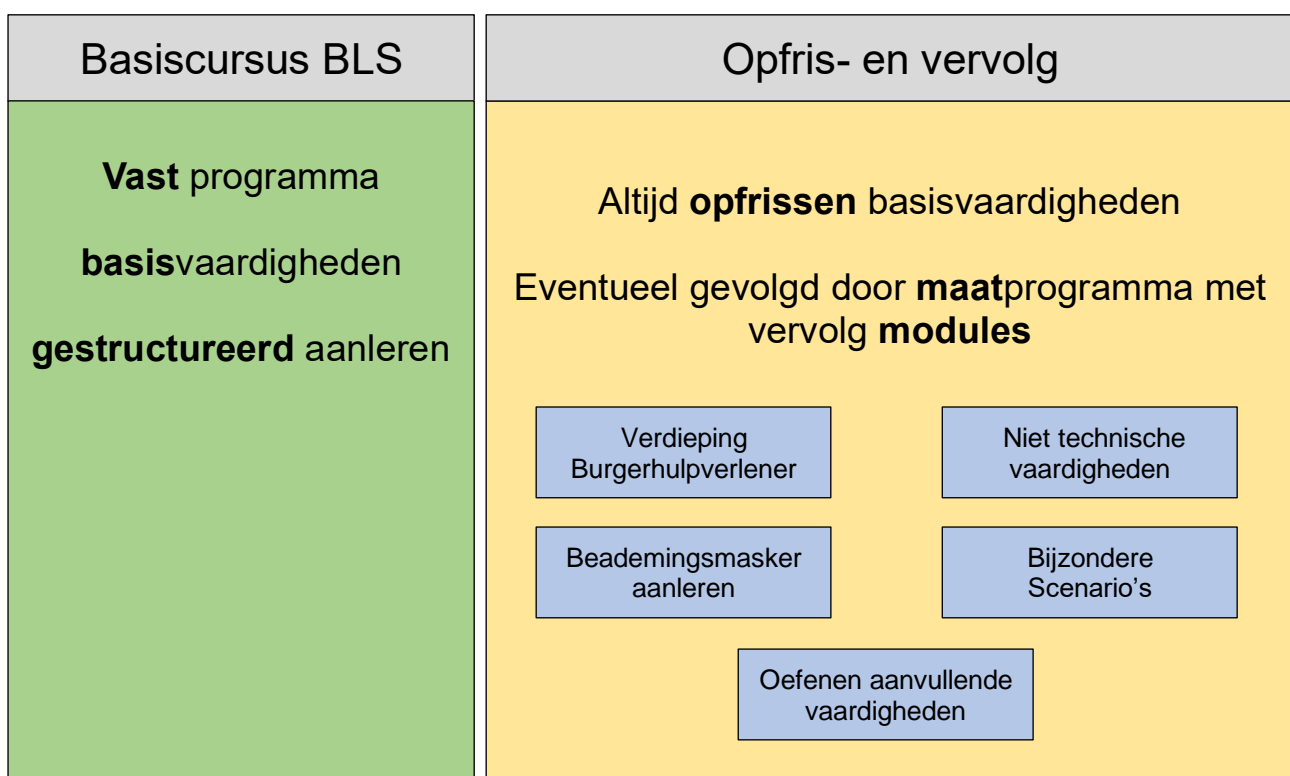 Basiscursus BLS
Vast programma
basisvaardigheden
gestructureerd aanleren
Opfris- en vervolg
Altijd opfrissen basisvaardigheden
Eventueel gevolgd door maatprogramma met
vervolg modules
Verdieping
Burgerhulpverlener
Niet technische
vaardigheden
Beademingsmasker
aanleren
Bijzondere
Scenario’s
Oefenen aanvullende
vaardigheden